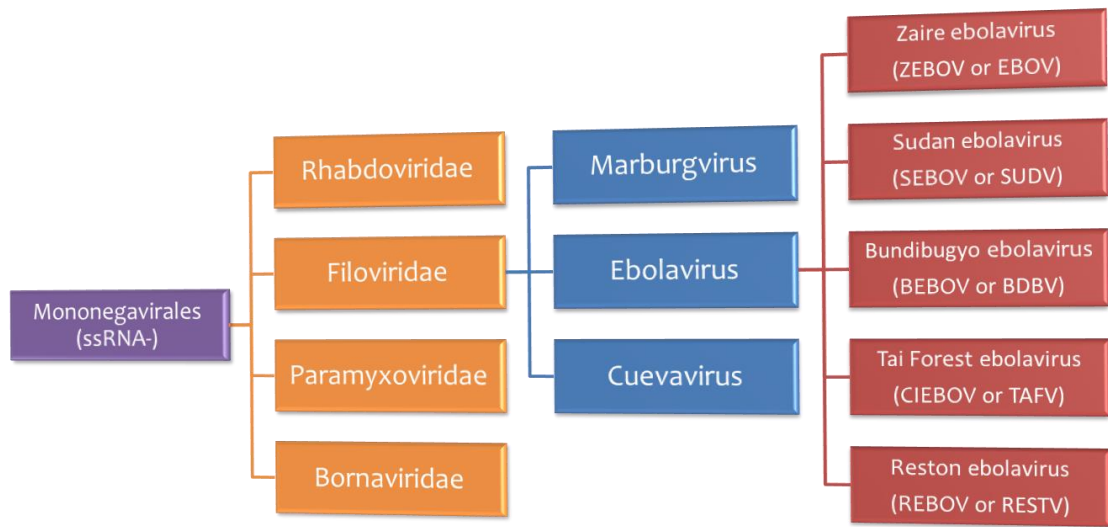 Mononegavirales
(ssRNA-)
Rhabdoviridae
Filoviridae
Paramyxoviridae
Bornaviridae
Marburgvirus
Ebolavirus
Cuevavirus
Zaire ebolavirus
(ZEBOV or EBOV)
Sudan ebolavirus
(SEBOV or SUDV)
Bundibugyo ebolavirus
(BEBOV or BDBV)
Tai Forest ebolavirus
(CIEBOV or TAFV)
Reston ebolavirus
(REBOV or RESTV)